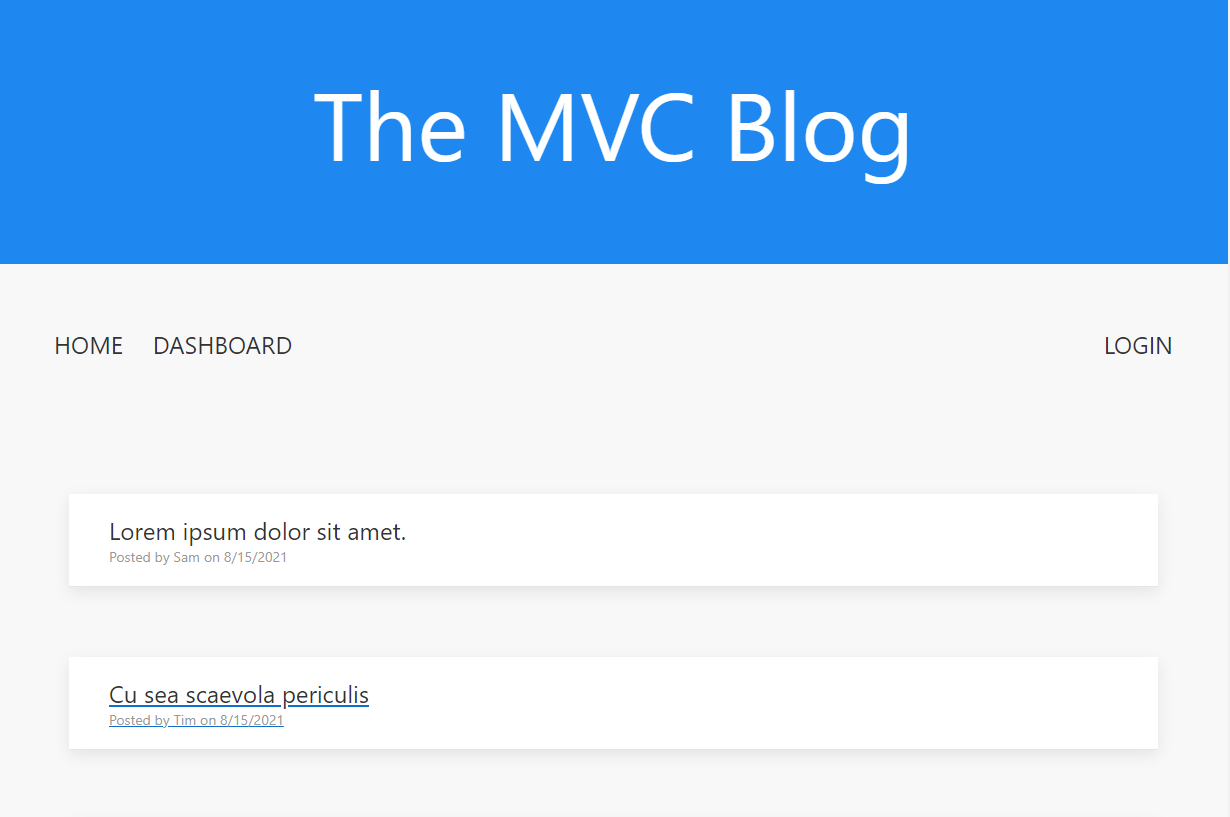 The MVC Blog
HOME DASHBOARD LOGIN
Lorem ipsum dolor sit amet.
Posted by Sam on 8/15/2021
Cu sea scaevola periculis
Posted by Tim on 8/15/2021